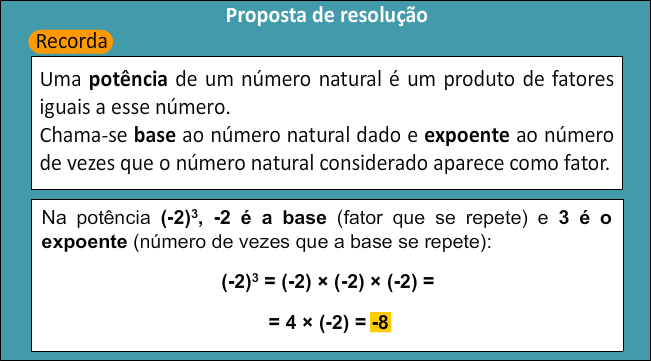 Proposta de resolução
Recorda
Uma potência de um número natural é um produto de fatores
iguais a esse número.
Chama-se base ao número natural dado e expoente ao número
de vezes que o número natural considerado aparece como fator.
Na potência (-2)³, -2 é a base (fator que se repete) e 3 é o
expoente (número de vezes que a base se repete):
(-2)³ = (-2) × (-2) × (-2) =
= 4 × (-2) = -8